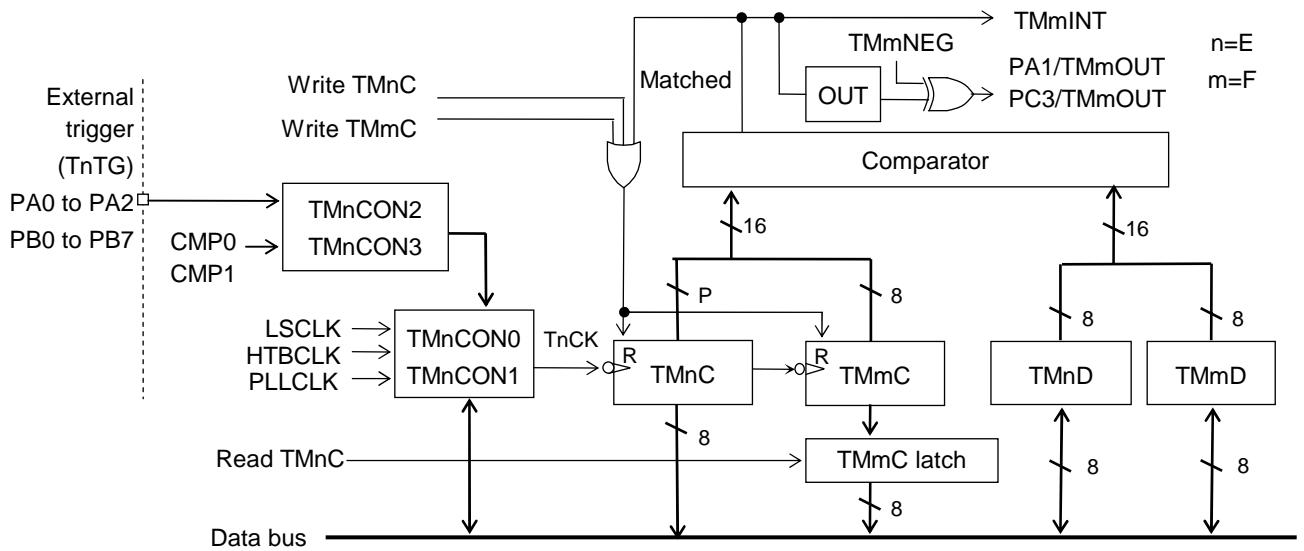 TMmINT
TMmNEG
n=E
PA1/TMmOUT
m=F
PC3/TMmOUT
OUT
Write TMnC
Matched
Write TMmC
External
trigger
(TnTG)
PA0 to PA2
PB0 to PB7
Comparator
TMnCON2
TMnCON3
CMP0
CMP1
16
16
P
8
8
8
LSCLK
HTBCLK
PLLCLK
TMnCON0
TMnCON1
TnCK
R
TMnC
R
TMmC
TMnD
TMmD
8
Read TMnC
TMmC latch
8
8
8
Data bus